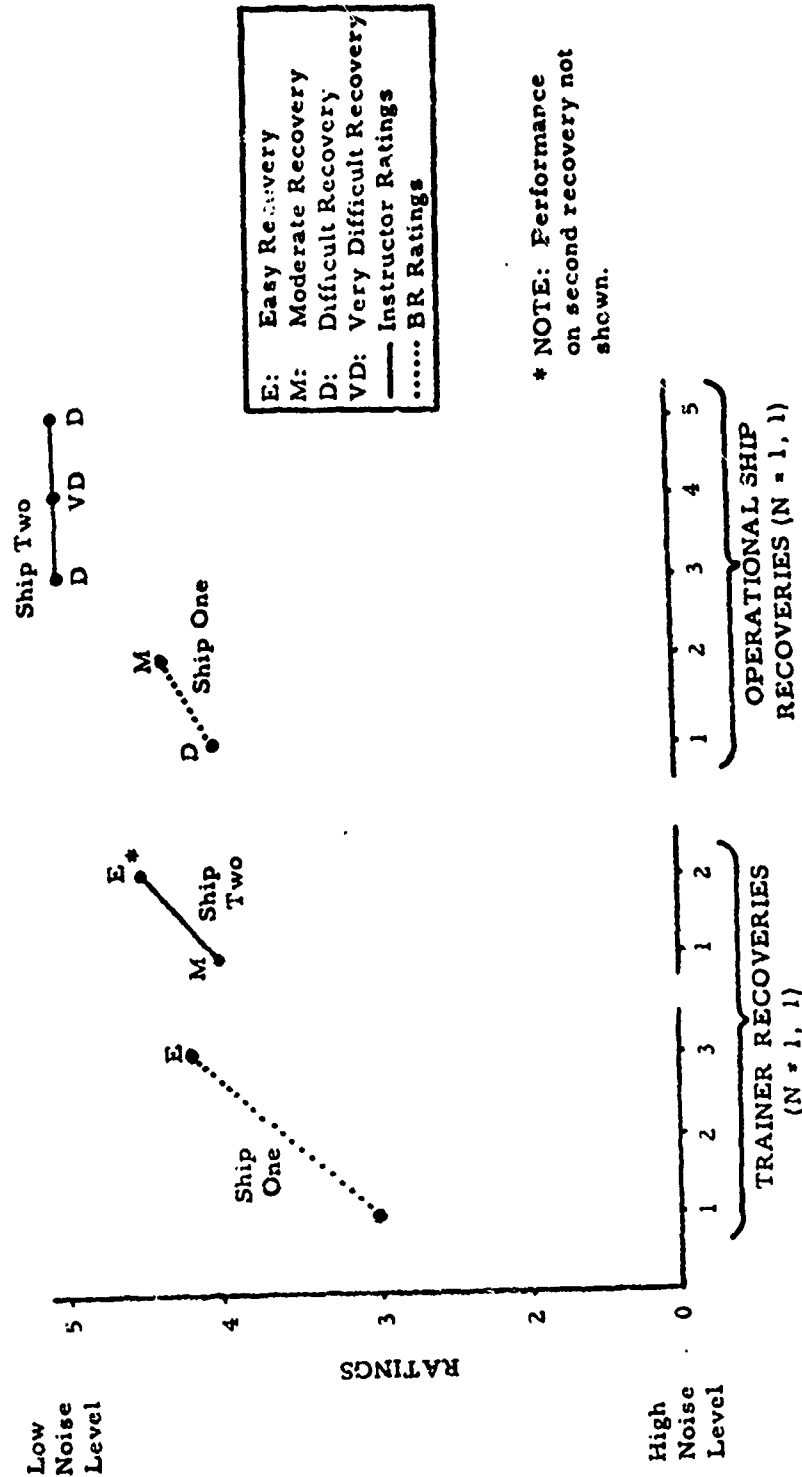 Low
Noise
Level
5
4
3
2
0
RATINGS
High
Noise
Level
Ship
One
E
1
2
3
M
E*
Ship
Two
1
2
TRAINER RECOVERIES
(N = 1, 1)
D
M
Ship One
Ship Two
D
VD
D
1
2
3
4
5
OPERATIONAL SHIP
RECOVERIES (N = 1, 1)
E: Easy Recovery
M: Moderate Recovery
D: Difficult Recovery
VD: Very Difficult Recovery
Instructor Ratings
BR Ratings
* NOTE: Performance
on second recovery not
shown.